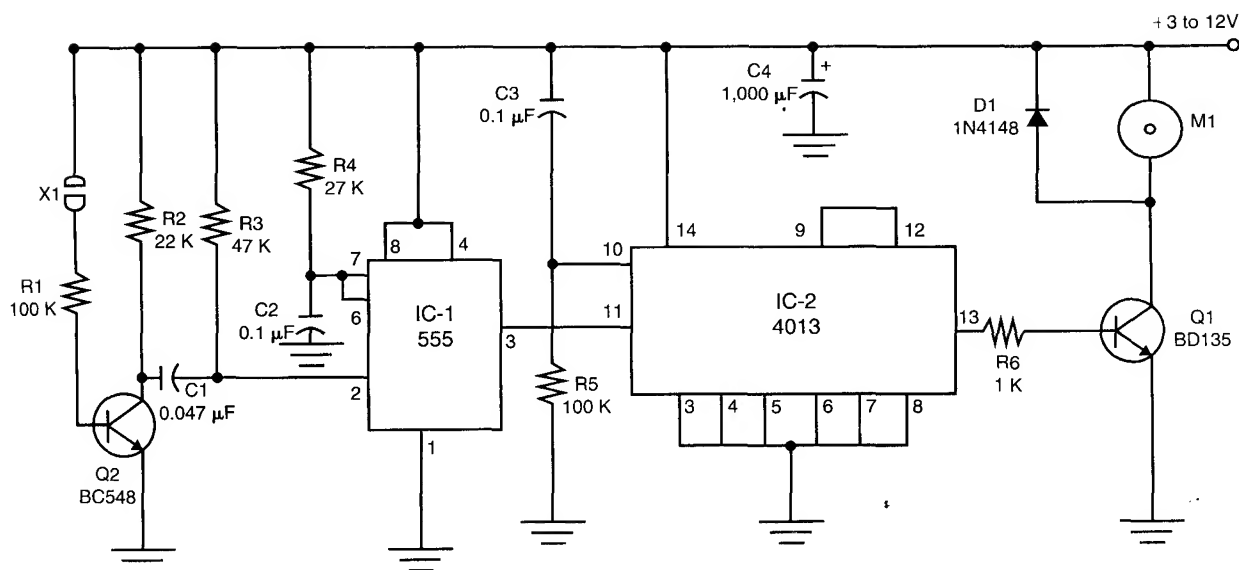 +3 to 12V
C4
+
1,000 µF
C3
0.1 µF
D1
1N4148
M1
R4
27 K
X1
R2
22 K
R3
47 K
8
4
14
9
12
7
10
R1
100 K
IC-1
555
IC-2
4013
C2
0.1 µF
6
3
11
13
Q1
BD135
R6
1 K
2
C1
0.047 µF
R5
100 K
3
4
5
6
7
8
1
Q2
BC548